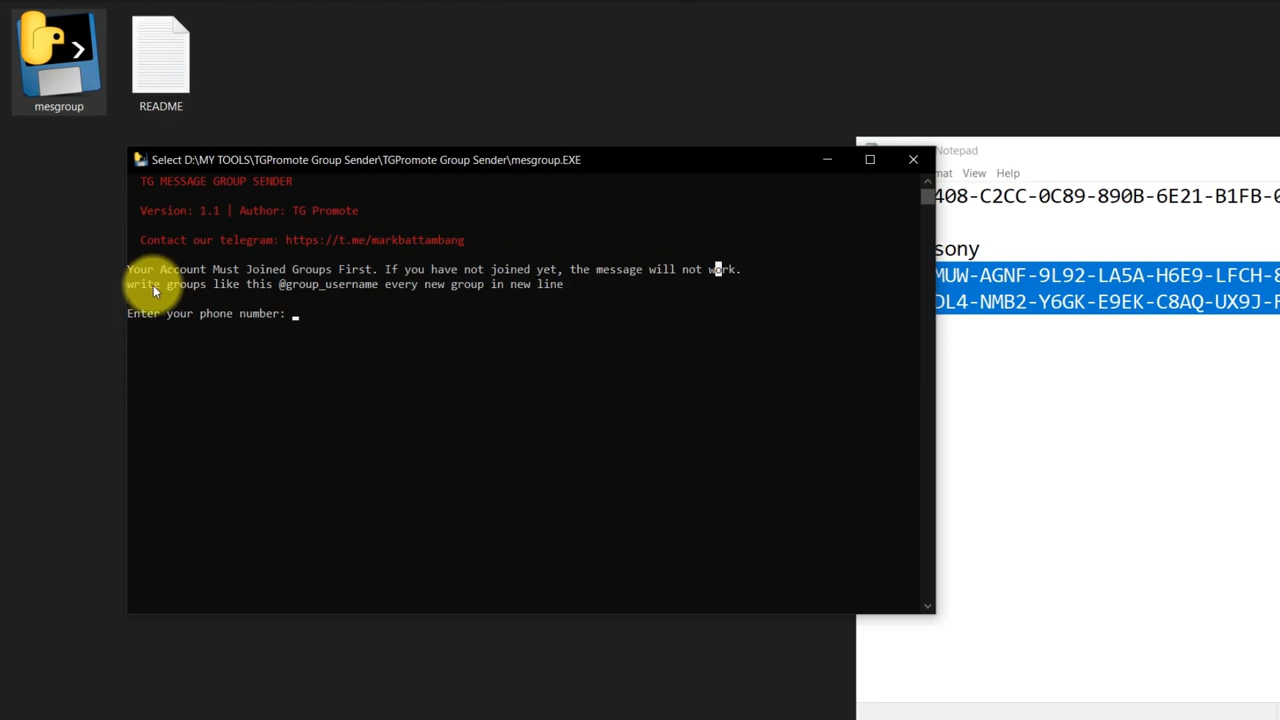 mesgroup
README
Select D:\MY TOOLS\TGPromote Group Sender\TGPromote Group Sender\mesgroup.EXE
TG MESSAGE GROUP SENDER
Version: 1.1 | Author: TG Promote
Contact our telegram: https://t.me/markbattambang
Your Account Must Joined Groups First. If you have not joined yet, the message will not work.
write groups like this @group_username every new group in new line
Enter your phone number:
Notepad
mat View Help
408-C2CC-0C89-890B-6E21-B1FB-
sony
MUW-AGNF-9L92-LA5A-H6E9-LFCH-
DL4-NMB2-Y6GK-E9EK-C8AQ-UX9J-